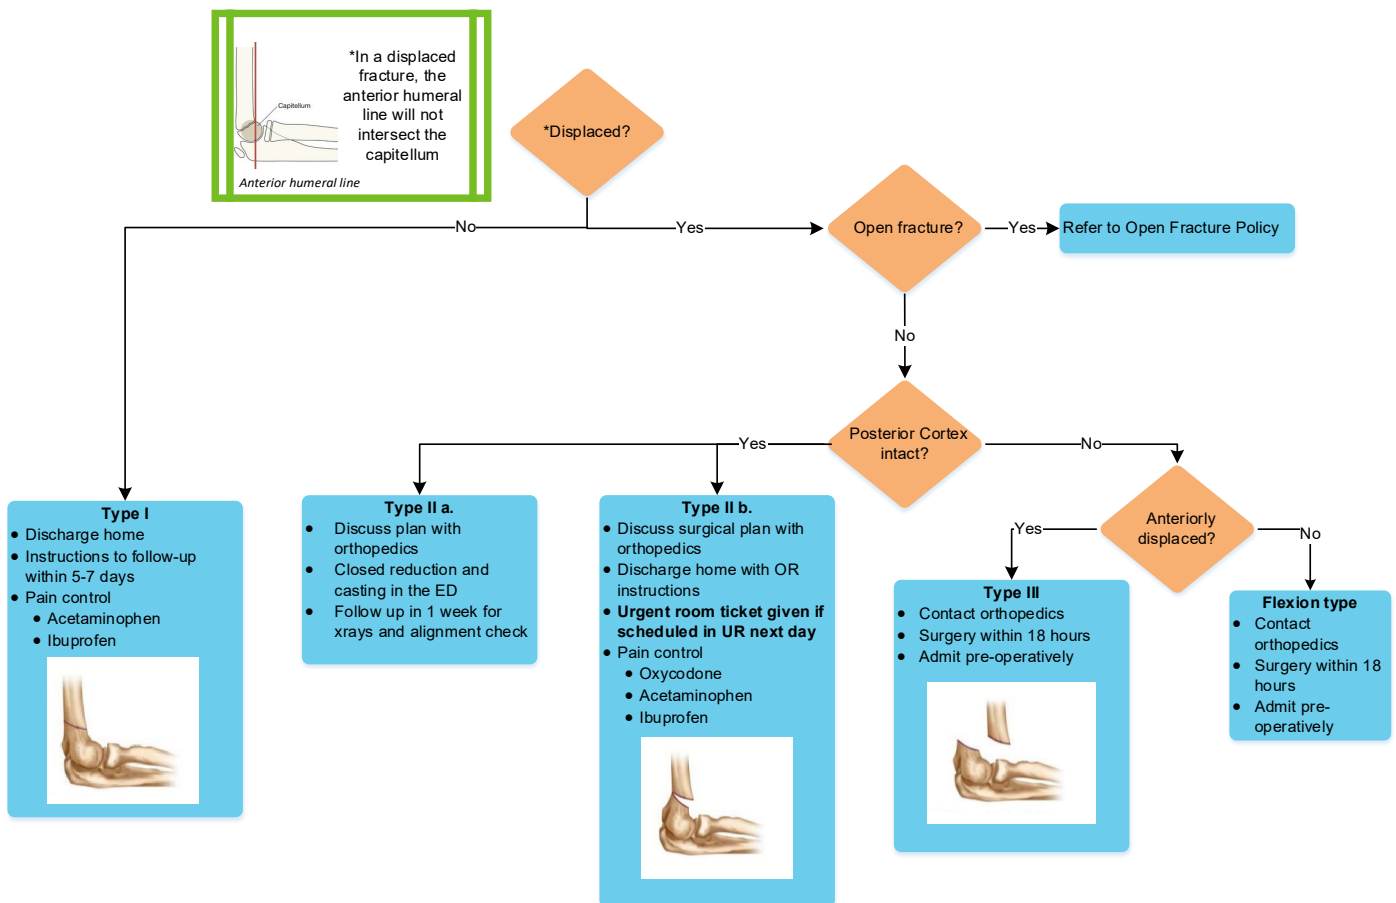 *In a displaced
fracture, the
anterior humeral
line will not
intersect the
capitellum
Capitellum
Anterior humeral line
*Displaced?
No
Yes
Open fracture?
Yes
Refer to Open Fracture Policy
No
Posterior Cortex
intact?
Yes
No
Anteriorly
displaced?
Yes
No
Type I
• Discharge home
• Instructions to follow-up
within 5-7 days
• Pain control
• Acetaminophen
• Ibuprofen
Type II a.
• Discuss plan with
orthopedics
• Closed reduction and
casting in the ED
• Follow up in 1 week for
xrays and alignment check
Type II b.
• Discuss surgical plan with
orthopedics
• Discharge home with OR
instructions
• Urgent room ticket given if
scheduled in UR next day
• Pain control
• Oxycodone
• Acetaminophen
• Ibuprofen
Type III
• Contact orthopedics
• Surgery within 18 hours
• Admit pre-operatively
Flexion type
• Contact
orthopedics
• Surgery within 18
hours
• Admit pre-
operatively